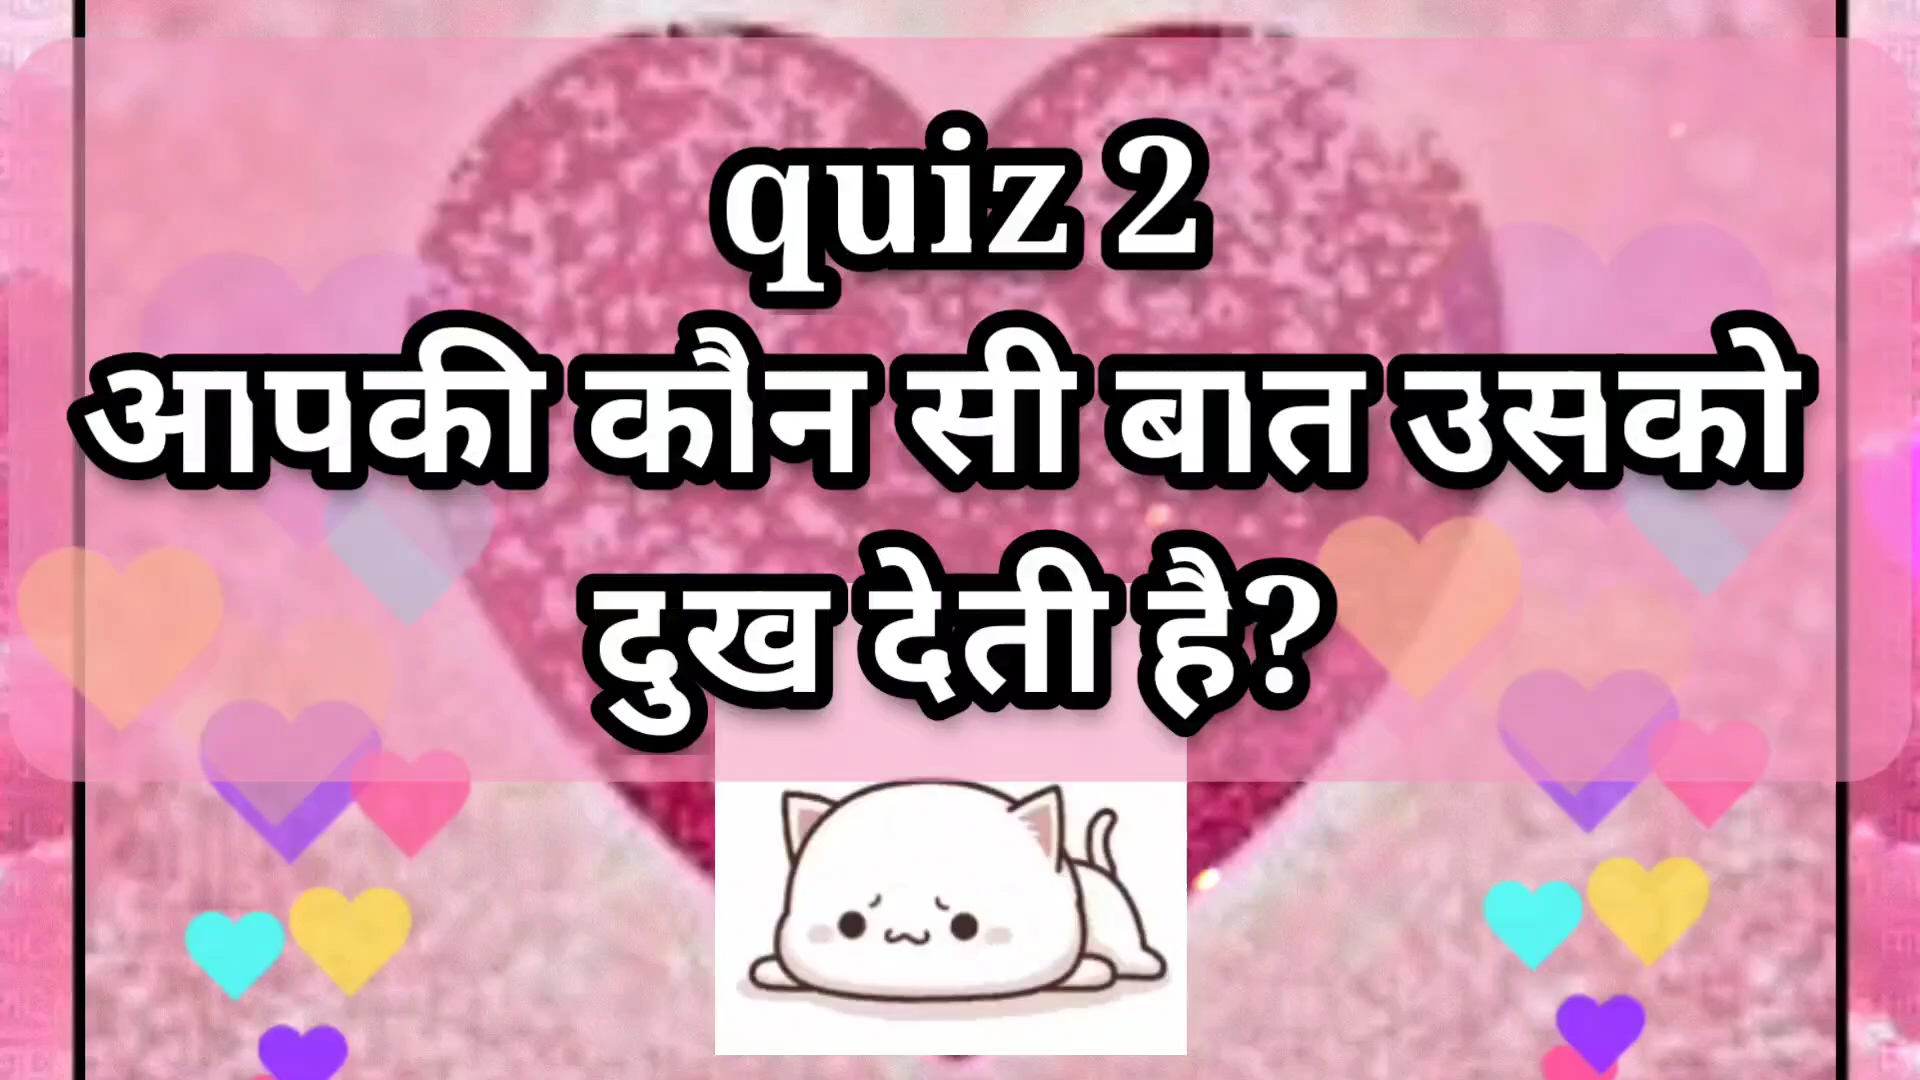 quiz 2
आपकी कौन सी बात उसको
दुख देती है?